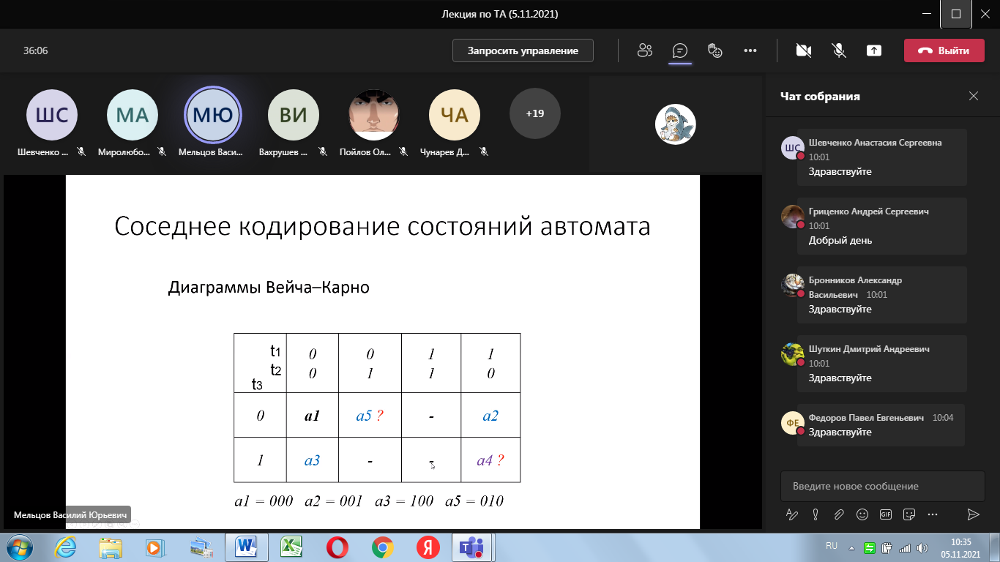 Лекция по ТА (5.11.2021)
36:06
Запросить управление
Выйти
ШС
МА
МЮ
ВИ
ЧА
+19
Шевченко ...
Миролюбо...
Мельцов Васи...
Вахрушев ...
Пойлов Ол...
Чунарев Д...
Соседнее кодирование состояний автомата
Диаграммы Вейча–Карно
t1 0 0 1 1
t2 0 1 1 0
t3
0 a1 a5 ? - a2
1 a3 - - a4 ?
a1 = 000 a2 = 001 a3 = 100 a5 = 010
Мельцов Василий Юрьевич
Чат собрания
ШС
Шевченко Анастасия Сергеевна
10:01
Здравствуйте
Гриценко Андрей Сергеевич
10:01
Добрый день
Бронников Александр
Васильевич 10:01
Здравствуйте
Шуткин Дмитрий Андреевич
10:01
Здравствуйте
ФЕ
Федоров Павел Евгеньевич 10:04
Здравствуйте
Введите новое сообщение
GIF
RU
10:35
05.11.2021